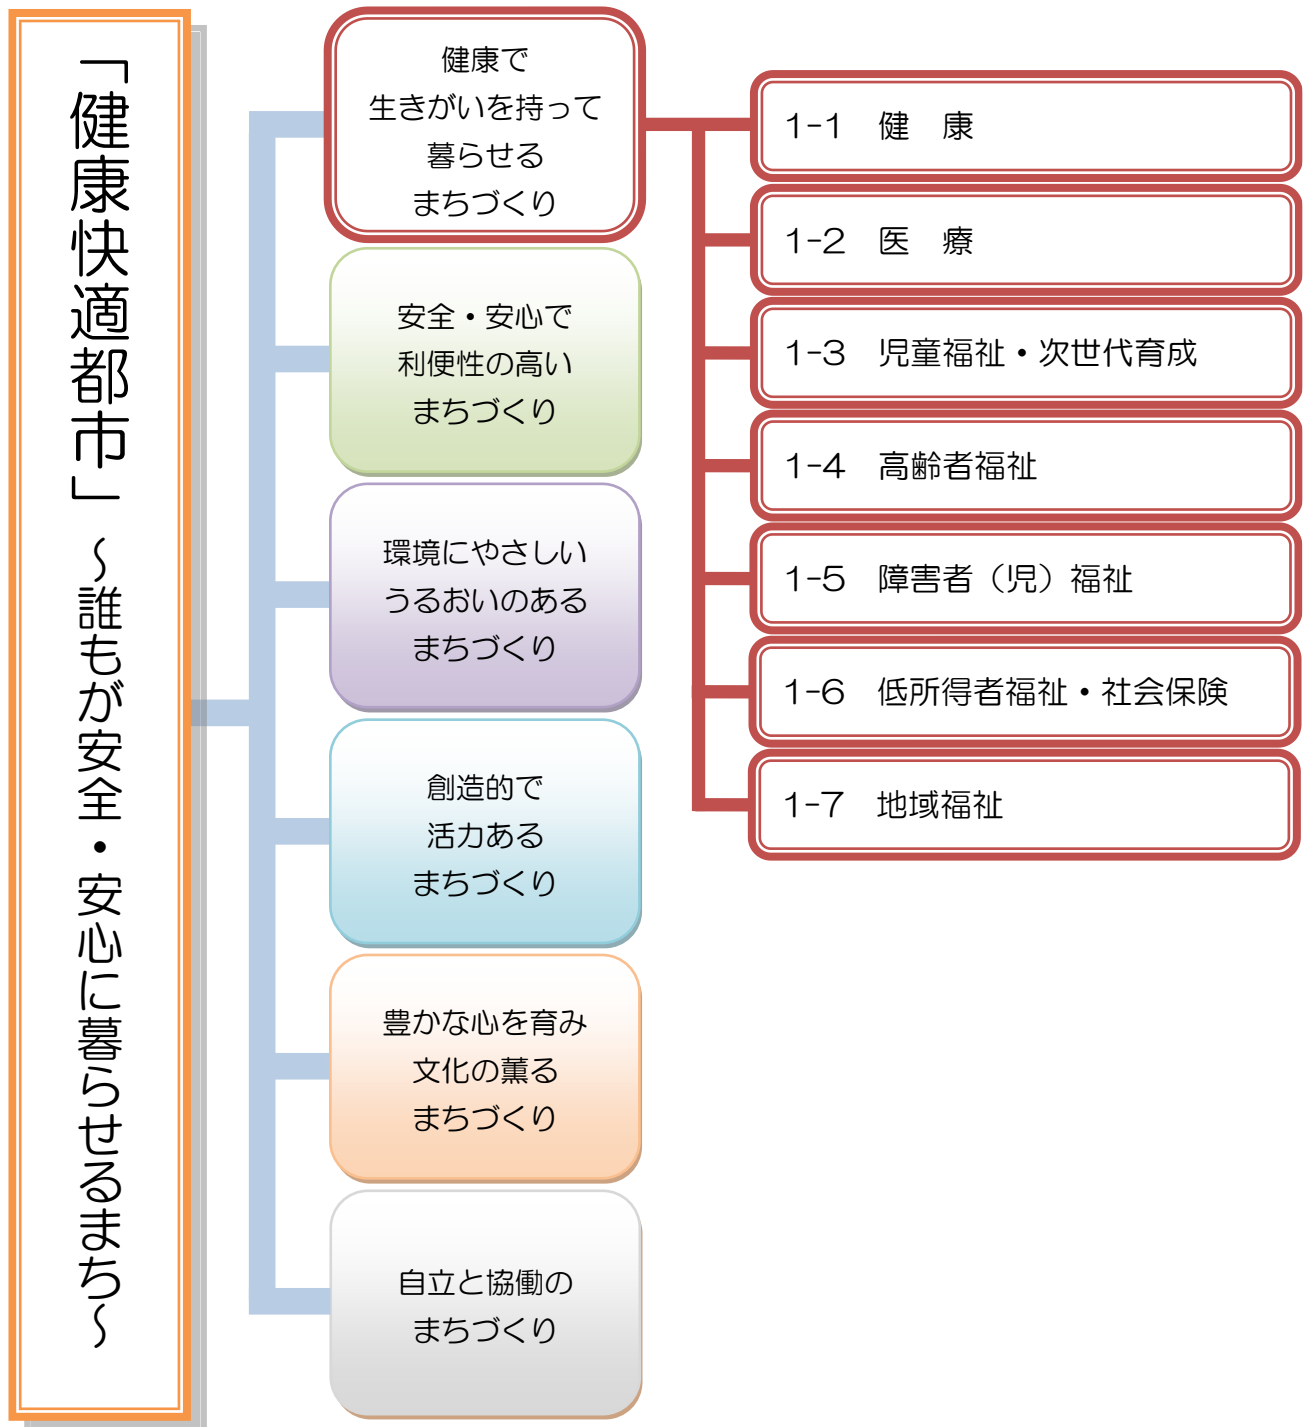 「健康快適都市」～誰もが安全・安心に暮らせるまち～
健康で
生きがいを持って
暮らせる
まちづくり
安全・安心で
利便性の高い
まちづくり
環境にやさしい
うるおいのある
まちづくり
創造的で
活力ある
まちづくり
豊かな心を育み
文化の薫る
まちづくり
自立と協働の
まちづくり
1-1　健　康
1-2　医　療
1-3　児童福祉・次世代育成
1-4　高齢者福祉
1-5　障害者（児）福祉
1-6　低所得者福祉・社会保険
1-7　地域福祉